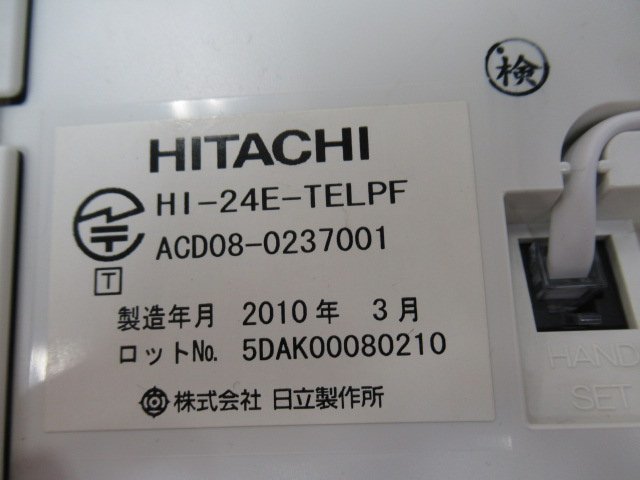 検
HITACHI
HI-24E-TELPF
ACD08-0237001
T
製造年月 2010年 3月
ロットNo. 5DAK00080210
株式会社 日立製作所
HAND
SET